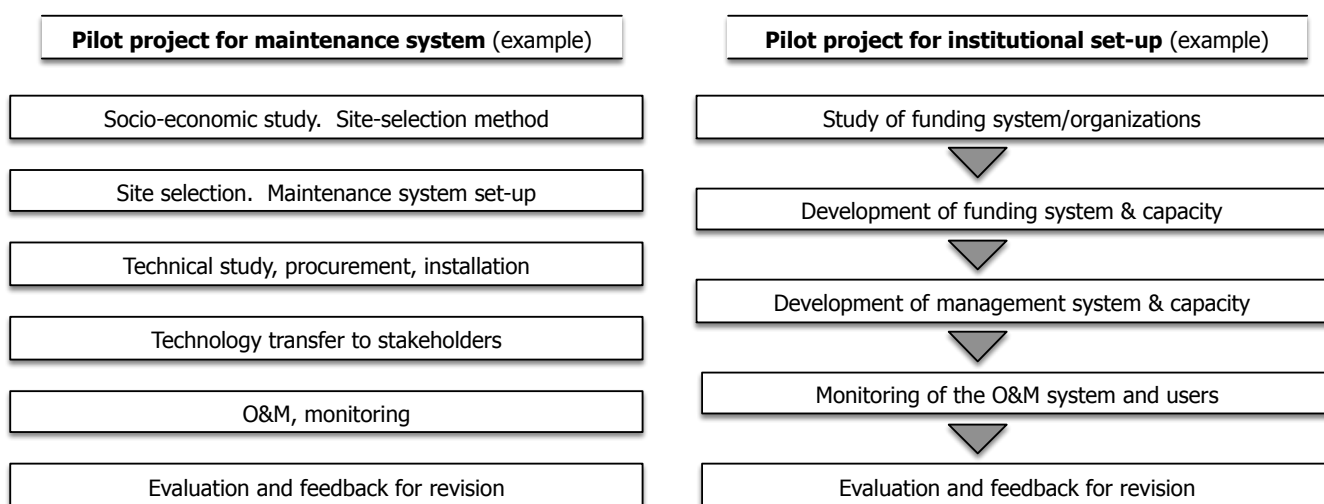 Pilot project for maintenance system (example)
Socio-economic study.  Site-selection method
Site selection.  Maintenance system set-up
Technical study, procurement, installation
Technology transfer to stakeholders
O&M, monitoring
Evaluation and feedback for revision
Pilot project for institutional set-up (example)
Study of funding system/organizations
Development of funding system & capacity
Development of management system & capacity
Monitoring of the O&M system and users
Evaluation and feedback for revision